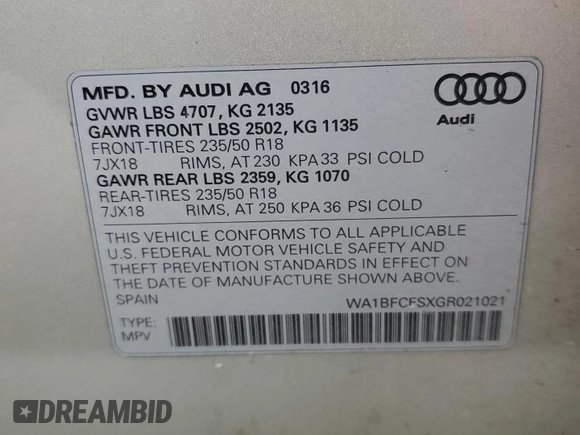 MFD. BY AUDI AG 0316
GVWR LBS 4707, KG 2135
GAWR FRONT LBS 2502, KG 1135
FRONT-TIRES 235/50 R18
7JX18 RIMS, AT 230 KPA 33 PSI COLD
GAWR REAR LBS 2359, KG 1070
REAR-TIRES 235/50 R18
7JX18 RIMS, AT 250 KPA 36 PSI COLD
Audi
THIS VEHICLE CONFORMS TO ALL APPLICABLE
U.S. FEDERAL MOTOR VEHICLE SAFETY AND
THEFT PREVENTION STANDARDS IN EFFECT ON
THE DATE OF MANUFACTURE SHOWN ABOVE.
SPAIN WA1BFCFSXGR021021
TYPE:
MPV
DREAMBID